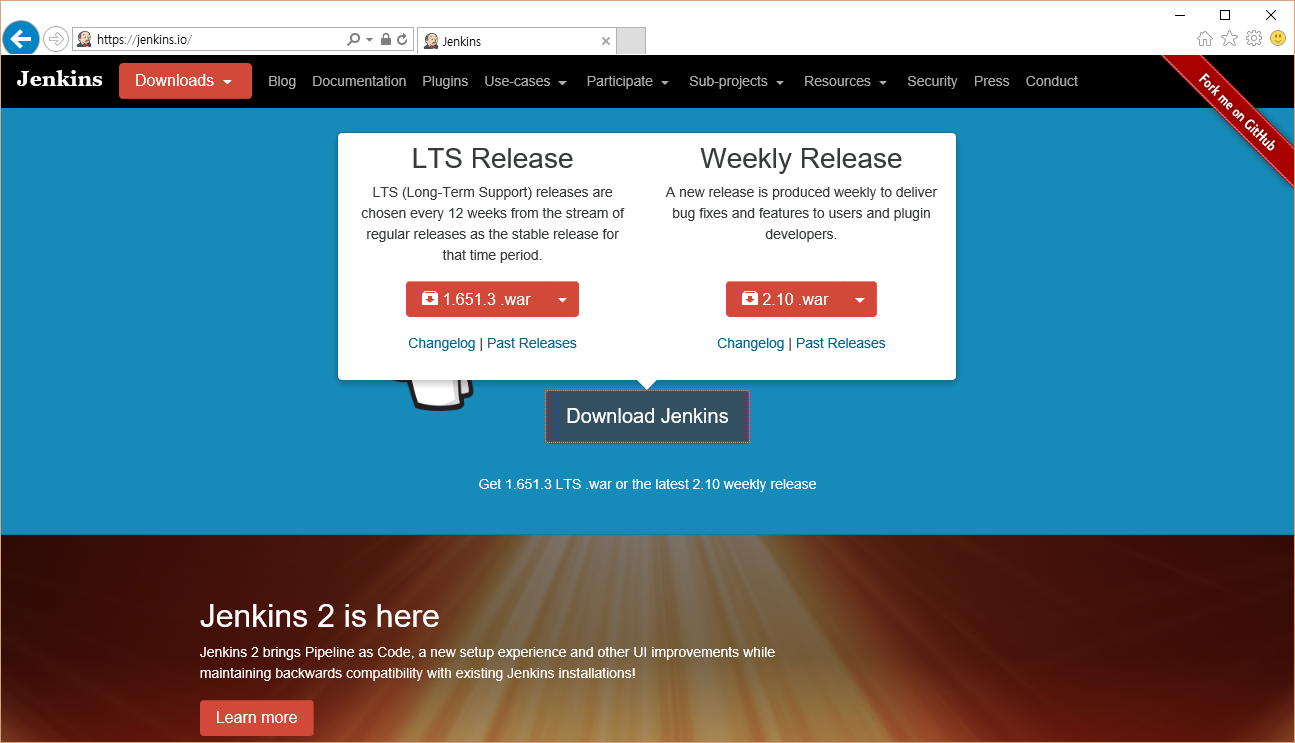 https://jenkins.io/
Jenkins
Jenkins Downloads Blog Documentation Plugins Use-cases Participate Sub-projects Resources Security Press Conduct
Fork me on GitHub
LTS Release
LTS (Long-Term Support) releases are
chosen every 12 weeks from the stream of
regular releases as the stable release for
that time period.
1.651.3 .war
Changelog | Past Releases
Weekly Release
A new release is produced weekly to deliver
bug fixes and features to users and plugin
developers.
2.10 .war
Changelog | Past Releases
Download Jenkins
Get 1.651.3 LTS .war or the latest 2.10 weekly release
Jenkins 2 is here
Jenkins 2 brings Pipeline as Code, a new setup experience and other UI improvements while
maintaining backwards compatibility with existing Jenkins installations!
Learn more